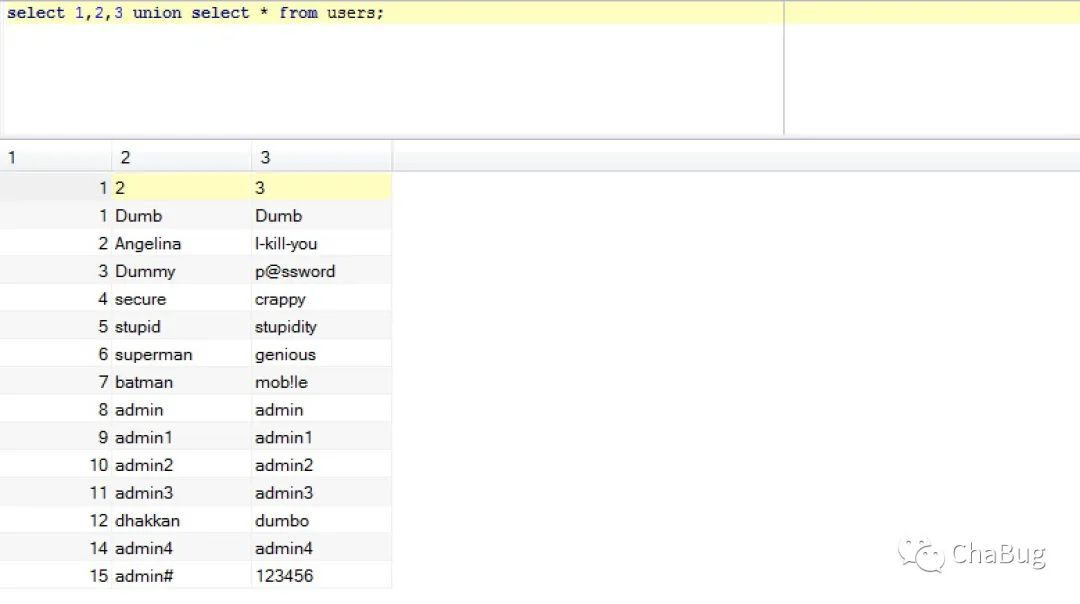 select 1,2,3 union select * from users;
1 2 3
1 2 3
1 Dumb Dumb
2 Angelina I-kill-you
3 Dummy p@ssword
4 secure crappy
5 stupid stupidity
6 superman genious
7 batman mob!le
8 admin admin
9 admin1 admin1
10 admin2 admin2
11 admin3 admin3
12 dhakkan dumbo
14 admin4 admin4
15 admin# 123456
ChaBug